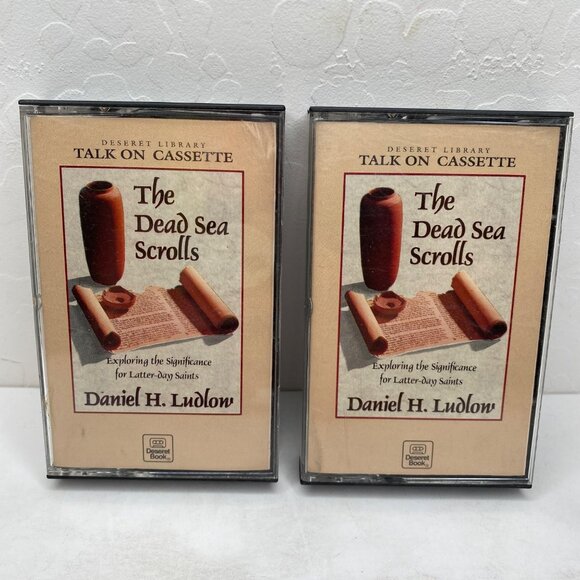 DESERET LIBRARY
TALK ON CASSETTE
The
Dead Sea
Scrolls
Exploring the Significance
for Latter-day Saints
Daniel H. Ludlow
Deseret
Book®
DESERET LIBRARY
TALK ON CASSETTE
The
Dead Sea
Scrolls
Exploring the Significance
for Latter-day Saints
Daniel H. Ludlow
Deseret
Book®